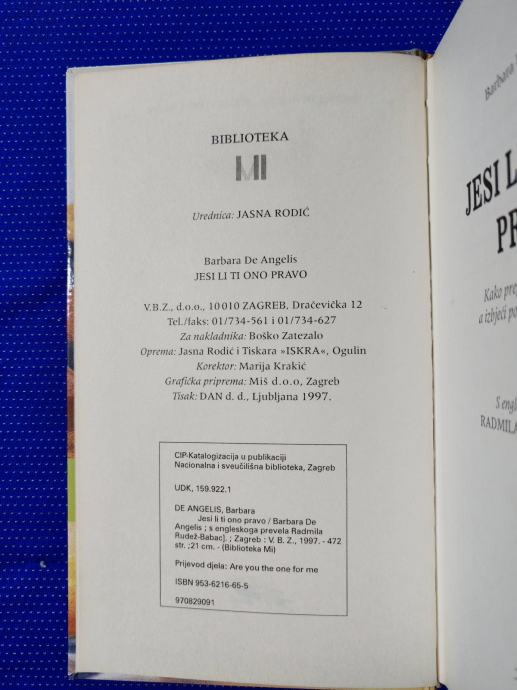 BIBLIOTEKA
MI
Urednica: JASNA RODIĆ
Barbara De Angelis
JESI LI TI ONO PRAVO
V.B.Z., d.o.o., 10 010 ZAGREB, Dračevička 12
Tel./faks: 01/734-561 i 01/734-627
Za nakladnika: Boško Zatezalo
Oprema: Jasna Rodić i Tiskara »ISKRA«, Ogulin
Korektor: Marija Krakić
Grafička priprema: Miš d.o.o, Zagreb
Tisak: DAN d. d., Ljubljana 1997.
CIP-Katalogizacija u publikaciji
Nacionalna i sveučilišna biblioteka, Zagreb
UDK, 159.922.1
DE ANGELIS, Barbara
Jesi li ti ono pravo / Barbara De
Angelis ; s engleskoga prevela Radmila
Rudež-Babac]. ; Zagreb : V. B. Z., 1997. - 472
str. ;21 cm. - (Biblioteka Mi)
Prijevod djela: Are you the one for me
ISBN 953-6216-65-5
970829091
Barbara
JESI L
PR
Kako pre
a izbjeći po
S engl
RADMILA